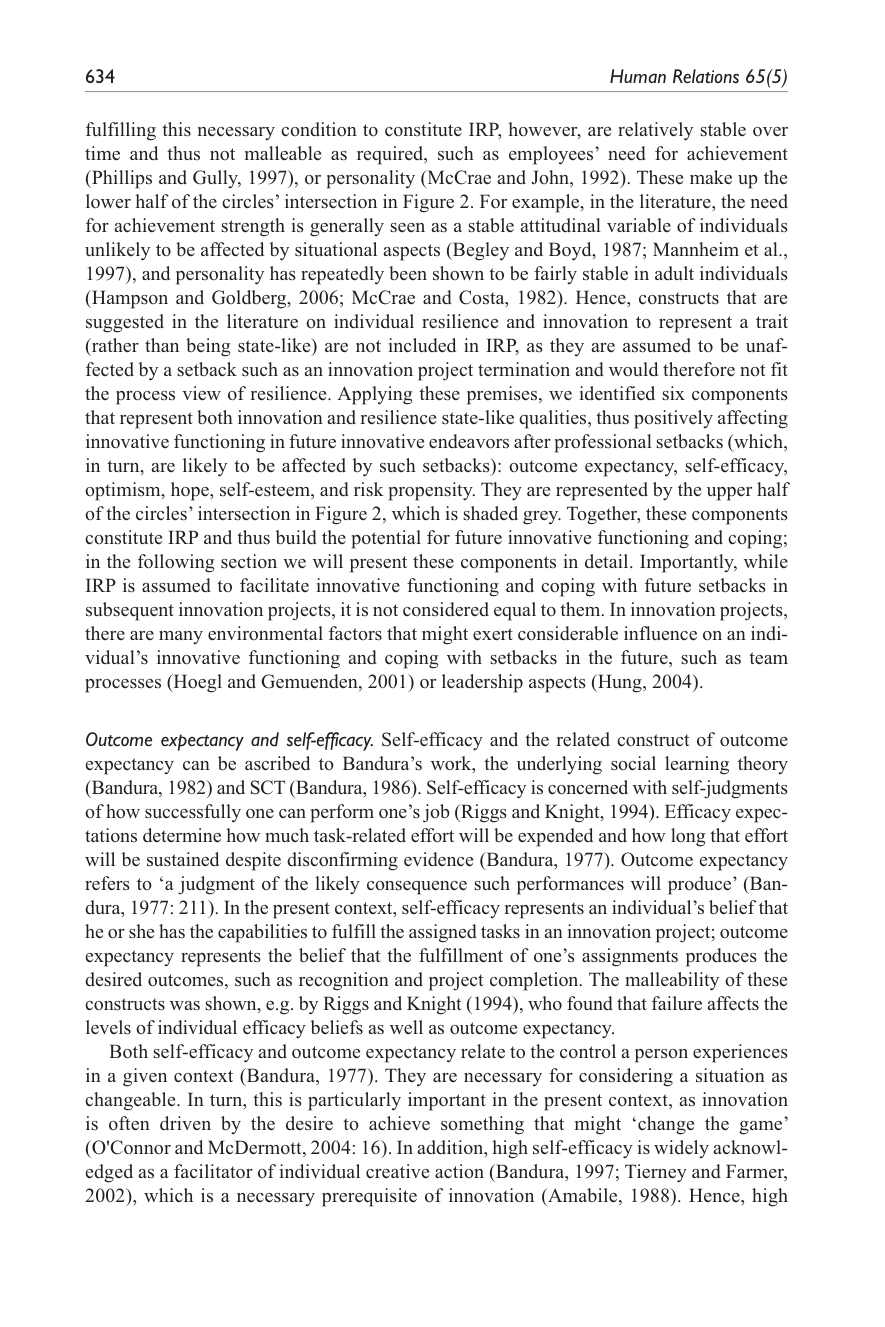 634
Human Relations 65(5)
fulfilling this necessary condition to constitute IRP, however, are relatively stable over
time and thus not malleable as required, such as employees’ need for achievement
(Phillips and Gully, 1997), or personality (McCrae and John, 1992). These make up the
lower half of the circles’ intersection in Figure 2. For example, in the literature, the need
for achievement strength is generally seen as a stable attitudinal variable of individuals
unlikely to be affected by situational aspects (Begley and Boyd, 1987; Mannheim et al.,
1997), and personality has repeatedly been shown to be fairly stable in adult individuals
(Hampson and Goldberg, 2006; McCrae and Costa, 1982). Hence, constructs that are
suggested in the literature on individual resilience and innovation to represent a trait
(rather than being state-like) are not included in IRP, as they are assumed to be unaf-
fected by a setback such as an innovation project termination and would therefore not fit
the process view of resilience. Applying these premises, we identified six components
that represent both innovation and resilience state-like qualities, thus positively affecting
innovative functioning in future innovative endeavors after professional setbacks (which,
in turn, are likely to be affected by such setbacks): outcome expectancy, self-efficacy,
optimism, hope, self-esteem, and risk propensity. They are represented by the upper half
of the circles’ intersection in Figure 2, which is shaded grey. Together, these components
constitute IRP and thus build the potential for future innovative functioning and coping;
in the following section we will present these components in detail. Importantly, while
IRP is assumed to facilitate innovative functioning and coping with future setbacks in
subsequent innovation projects, it is not considered equal to them. In innovation projects,
there are many environmental factors that might exert considerable influence on an indi-
vidual’s innovative functioning and coping with setbacks in the future, such as team
processes (Hoegl and Gemuenden, 2001) or leadership aspects (Hung, 2004).
Outcome expectancy and self-efficacy. Self-efficacy and the related construct of outcome
expectancy can be ascribed to Bandura’s work, the underlying social learning theory
(Bandura, 1982) and SCT (Bandura, 1986). Self-efficacy is concerned with self-judgments
of how successfully one can perform one’s job (Riggs and Knight, 1994). Efficacy expec-
tations determine how much task-related effort will be expended and how long that effort
will be sustained despite disconfirming evidence (Bandura, 1977). Outcome expectancy
refers to ‘a judgment of the likely consequence such performances will produce’ (Ban-
dura, 1977: 211). In the present context, self-efficacy represents an individual’s belief that
he or she has the capabilities to fulfill the assigned tasks in an innovation project; outcome
expectancy represents the belief that the fulfillment of one’s assignments produces the
desired outcomes, such as recognition and project completion. The malleability of these
constructs was shown, e.g. by Riggs and Knight (1994), who found that failure affects the
levels of individual efficacy beliefs as well as outcome expectancy.
Both self-efficacy and outcome expectancy relate to the control a person experiences
in a given context (Bandura, 1977). They are necessary for considering a situation as
changeable. In turn, this is particularly important in the present context, as innovation
is often driven by the desire to achieve something that might ‘change the game’
(O'Connor and McDermott, 2004: 16). In addition, high self-efficacy is widely acknowl-
edged as a facilitator of individual creative action (Bandura, 1997; Tierney and Farmer,
2002), which is a necessary prerequisite of innovation (Amabile, 1988). Hence, high